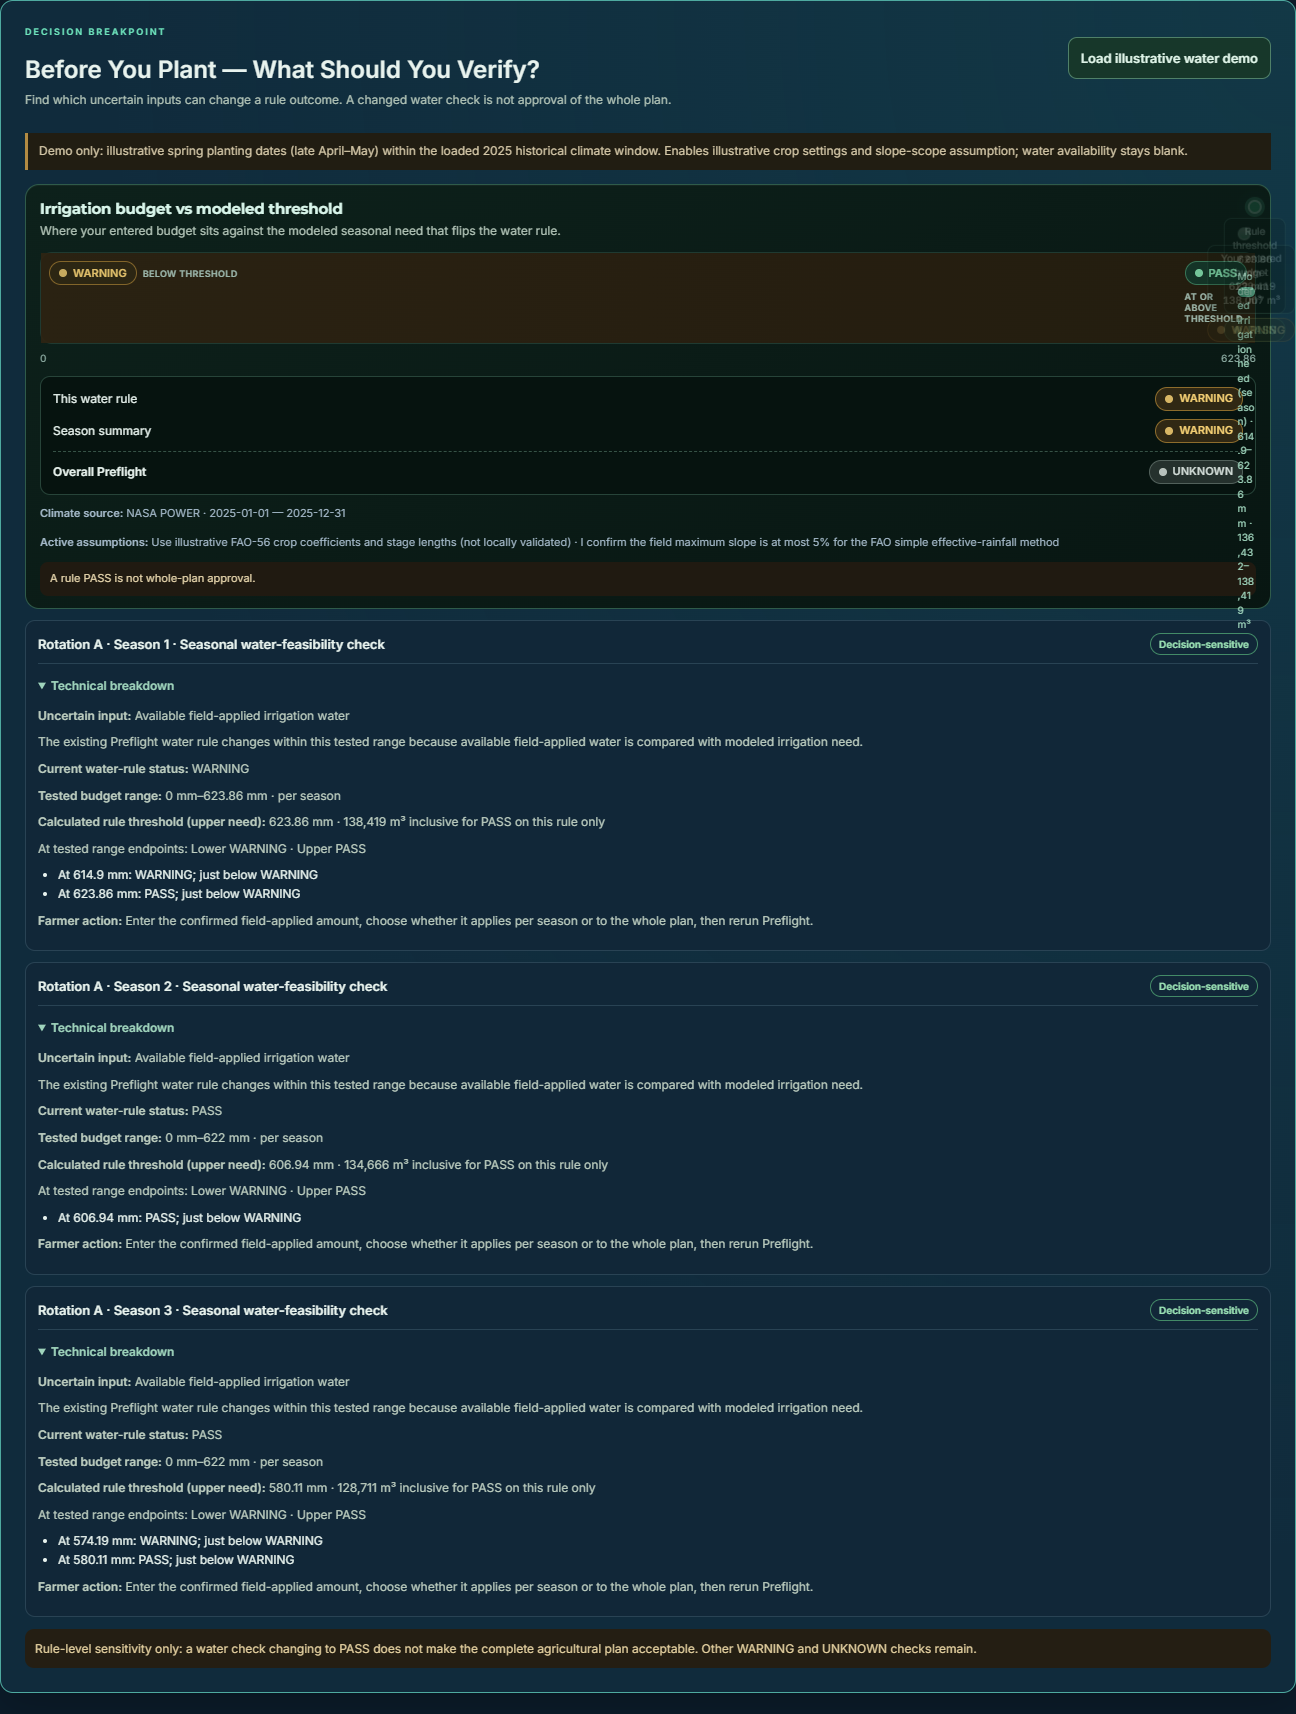 DECISION BREAKPOINT
Before You Plant — What Should You Verify?
Load illustrative water demo
Find which uncertain inputs can change a rule outcome. A changed water check is not approval of the whole plan.
Demo only: illustrative spring planting dates (late April–May) within the loaded 2025 historical climate window. Enables illustrative crop settings and slope-scope assumption; water availability stays blank.
Irrigation budget vs modeled threshold
Where your entered budget sits against the modeled seasonal need that flips the water rule.
WARNING
BELOW THRESHOLD
PASS
AT OR
ABOVE
THRESHOLD
Rule
threshold
0
623.86
Mo
ed
irri
gat
ion
ne
ed
(se
aso
n) ·
614
.9–
62
3.8
6
m
m ·
136
,43
2–
138
,41
9
m³
This water rule
WARNING
Season summary
WARNING
Overall Preflight
UNKNOWN
Climate source: NASA POWER · 2025-01-01 — 2025-12-31
Active assumptions: Use illustrative FAO-56 crop coefficients and stage lengths (not locally validated) · I confirm the field maximum slope is at most 5% for the FAO simple effective-rainfall method
A rule PASS is not whole-plan approval.
Rotation A · Season 1 · Seasonal water-feasibility check
Decision-sensitive
▼ Technical breakdown
Uncertain input: Available field-applied irrigation water
The existing Preflight water rule changes within this tested range because available field-applied water is compared with modeled irrigation need.
Current water-rule status: WARNING
Tested budget range: 0 mm–623.86 mm · per season
Calculated rule threshold (upper need): 623.86 mm · 138,419 m³ inclusive for PASS on this rule only
At tested range endpoints: Lower WARNING · Upper PASS
• At 614.9 mm: WARNING; just below WARNING
• At 623.86 mm: PASS; just below WARNING
Farmer action: Enter the confirmed field-applied amount, choose whether it applies per season or to the whole plan, then rerun Preflight.
Rotation A · Season 2 · Seasonal water-feasibility check
Decision-sensitive
▼ Technical breakdown
Uncertain input: Available field-applied irrigation water
The existing Preflight water rule changes within this tested range because available field-applied water is compared with modeled irrigation need.
Current water-rule status: PASS
Tested budget range: 0 mm–622 mm · per season
Calculated rule threshold (upper need): 606.94 mm · 134,666 m³ inclusive for PASS on this rule only
At tested range endpoints: Lower WARNING · Upper PASS
• At 606.94 mm: PASS; just below WARNING
Farmer action: Enter the confirmed field-applied amount, choose whether it applies per season or to the whole plan, then rerun Preflight.
Rotation A · Season 3 · Seasonal water-feasibility check
Decision-sensitive
▼ Technical breakdown
Uncertain input: Available field-applied irrigation water
The existing Preflight water rule changes within this tested range because available field-applied water is compared with modeled irrigation need.
Current water-rule status: PASS
Tested budget range: 0 mm–622 mm · per season
Calculated rule threshold (upper need): 580.11 mm · 128,711 m³ inclusive for PASS on this rule only
At tested range endpoints: Lower WARNING · Upper PASS
• At 574.19 mm: WARNING; just below WARNING
• At 580.11 mm: PASS; just below WARNING
Farmer action: Enter the confirmed field-applied amount, choose whether it applies per season or to the whole plan, then rerun Preflight.
Rule-level sensitivity only: a water check changing to PASS does not make the complete agricultural plan acceptable. Other WARNING and UNKNOWN checks remain.